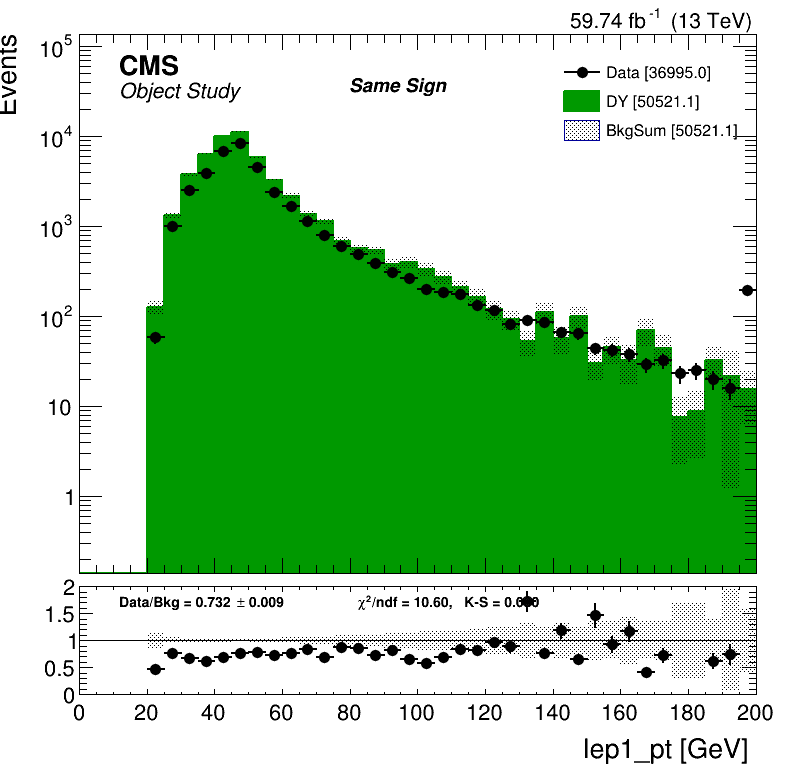 59.74 fb⁻¹ (13 TeV)
Events
CMS
Object Study
Same Sign
Data [36995.0]
DY [50521.1]
BkgSum [50521.1]
10⁵
10⁴
10³
10²
10
1
Data/Bkg = 0.732 ± 0.009
χ²/ndf = 10.60, K-S =
2
1.5
1
0.5
0
0 20 40 60 80 100 120 140 160 180 200
lep1_pt [GeV]